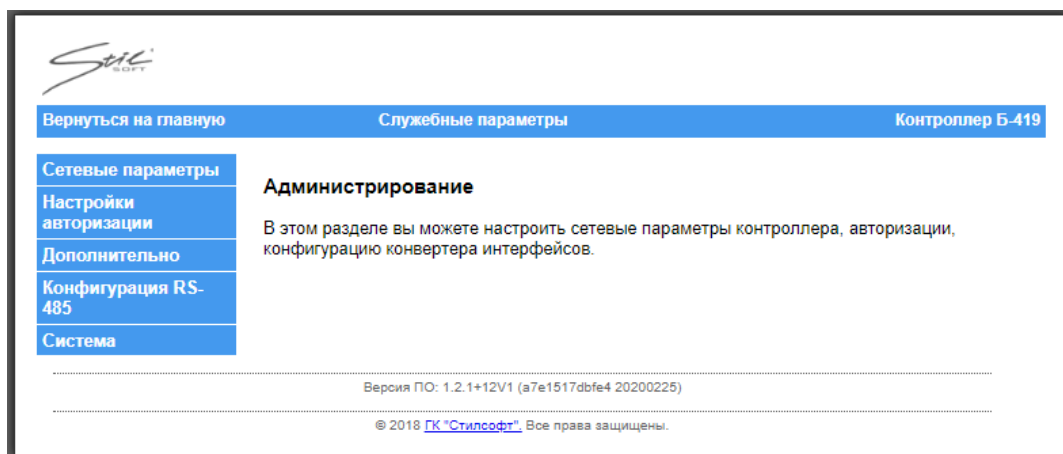 Stil
SOFT
Вернуться на главную
Служебные параметры
Контроллер Б-419
Сетевые параметры
Настройки
авторизации
Дополнительно
Конфигурация RS-
485
Система
Администрирование
В этом разделе вы можете настроить сетевые параметры контроллера, авторизации,
конфигурацию конвертера интерфейсов.
Версия ПО: 1.2.1+12V1 (a7e1517dbfe4 20200225)
© 2018 ГК "Стилсофт". Все права защищены.